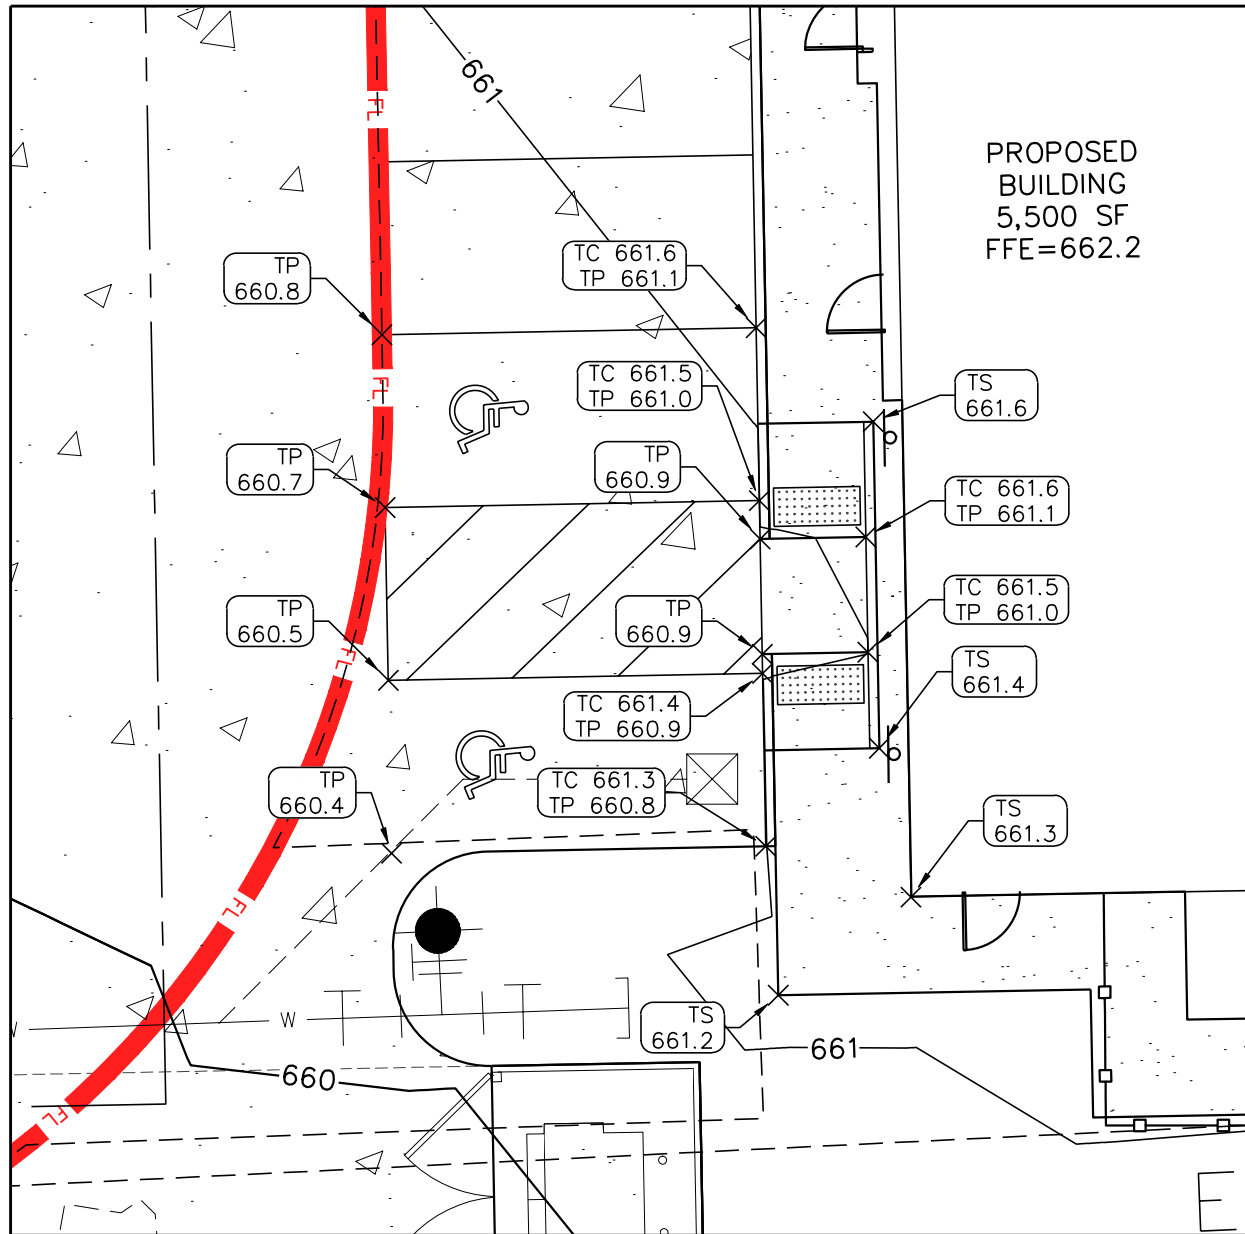 661
FL
PROPOSED
BUILDING
5,500 SF
FFE=662.2
TP
660.8
TC 661.6
TP 661.1
FL
TC 661.5
TP 661.0
TS
661.6
TP
660.7
TP
660.9
TC 661.6
TP 661.1
TP
660.5
TP
660.9
TC 661.5
TP 661.0
FL
TS
661.4
TC 661.4
TP 660.9
TP
660.4
TC 661.3
TP 660.8
TS
661.3
FL
W
W
TS
661.2
661
660
FL
E